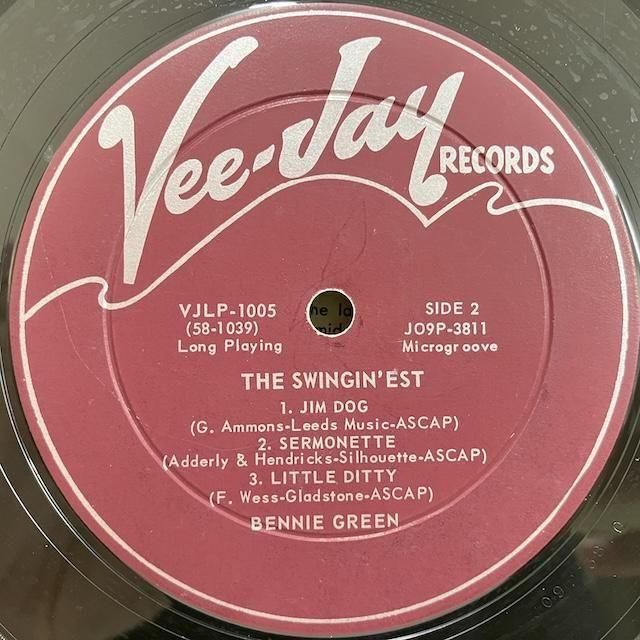 Vee-Jay
RECORDS
VJLP-1005
(58-1039)
Long Playing
SIDE 2
JO9P-3811
Microgroove
THE SWINGIN'EST
1. JIM DOG
(G. Ammons-Leeds Music-ASCAP)
2. SERMONETTE
(Adderly & Hendricks-Silhouette-ASCAP)
3. LITTLE DITTY
(F. Wess-Gladstone-ASCAP)
BENNIE GREEN